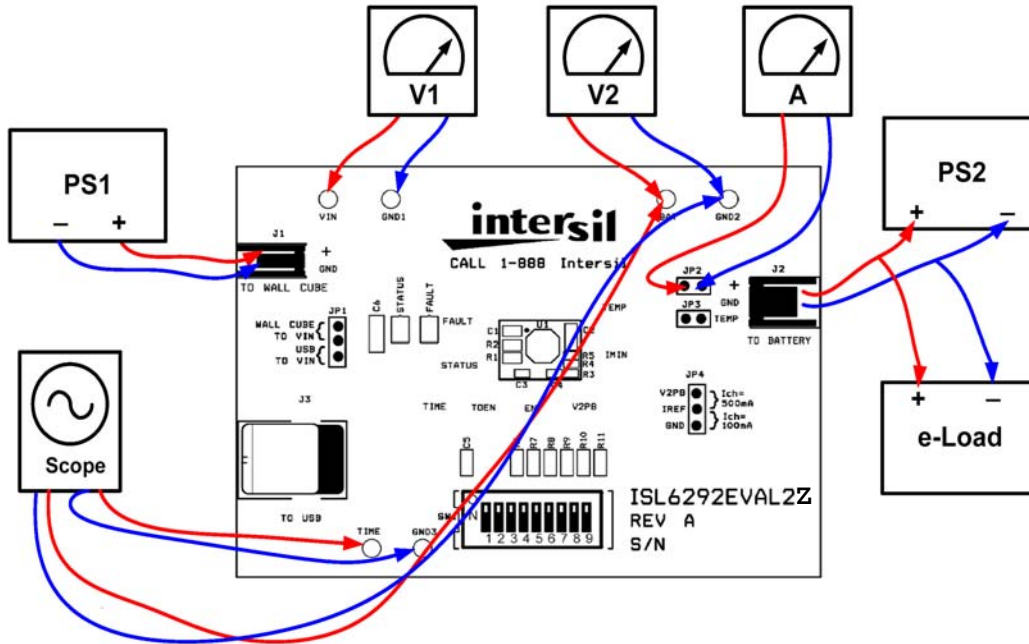 V1
V2
A
PS1
− +
PS2
+ −
VIN
GND1
GND2
intersil
CALL 1-888 Intersil
J1
+
GND
TO WALL CUBE
JP1
WALL CUBE
TO VIN
USB
TO VIN
C6
STATUS
FAULT
FAULT
STATUS
TEMP
U1
C1
R2
R1
C3
C2
R5
R4
R3
IMIN
TIME
TOEN
V2PB
JP2
JP3
TEMP
+
GND
J2
TO BATTERY
JP4
V2PB
IREF
GND
Ich=
500mA
Ich=
100mA
+ −
e-Load
Scope
J3
TO USB
C5
R7
R8
R9
R10
R11
TIME
GND3
1 2 3 4 5 6 7 8 9
ISL6292EVAL2Z
REV A
S/N